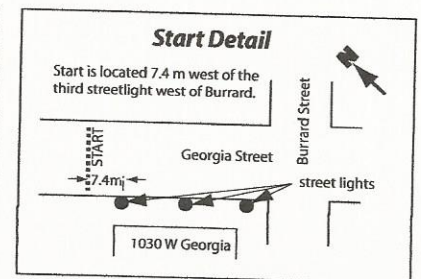 Start Detail
Start is located 7.4 m west of the
third streetlight west of Burrard.
N
Burrard Street
START
Georgia Street
7.4m
street lights
1030 W Georgia